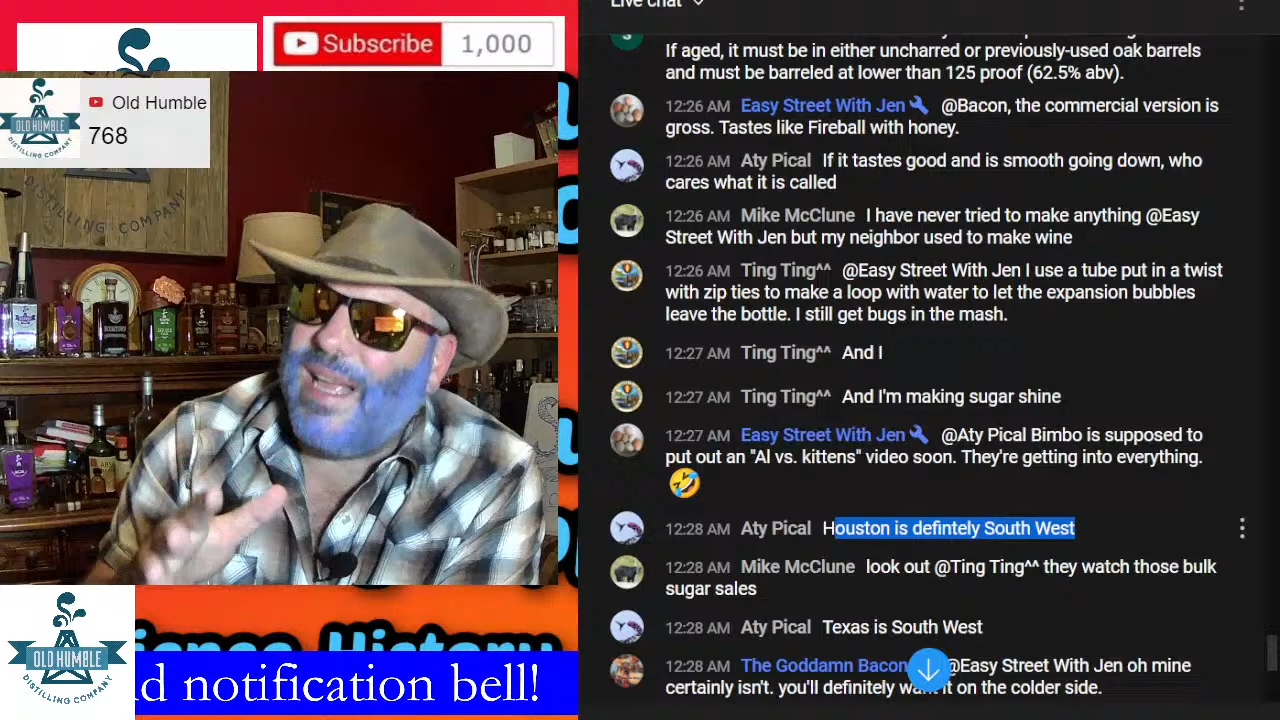 Subscribe 1,000
Old Humble
768
OLD HUMBLE
DISTILLING COMPANY
DISTILLING COMPANY
OLD HUMBLE
DISTILLING COMPANY
ience History
d notification bell!
Live chat
If aged, it must be in either uncharred or previously-used oak barrels
and must be barreled at lower than 125 proof (62.5% abv).
12:26 AM Easy Street With Jen @Bacon, the commercial version is
gross. Tastes like Fireball with honey.
12:26 AM Aty Pical If it tastes good and is smooth going down, who
cares what it is called
12:26 AM Mike McClune I have never tried to make anything @Easy
Street With Jen but my neighbor used to make wine
12:26 AM Ting Ting^^ @Easy Street With Jen I use a tube put in a twist
with zip ties to make a loop with water to let the expansion bubbles
leave the bottle. I still get bugs in the mash.
12:27 AM Ting Ting^^ And I
12:27 AM Ting Ting^^ And I'm making sugar shine
12:27 AM Easy Street With Jen @Aty Pical Bimbo is supposed to
put out an "Al vs. kittens" video soon. They're getting into everything.
🤣
12:28 AM Aty Pical Houston is defintely South West
12:28 AM Mike McClune look out @Ting Ting^^ they watch those bulk
sugar sales
12:28 AM Aty Pical Texas is South West
12:28 AM The Goddamn Bacon @Easy Street With Jen oh mine
certainly isn't. you'll definitely want it on the colder side.